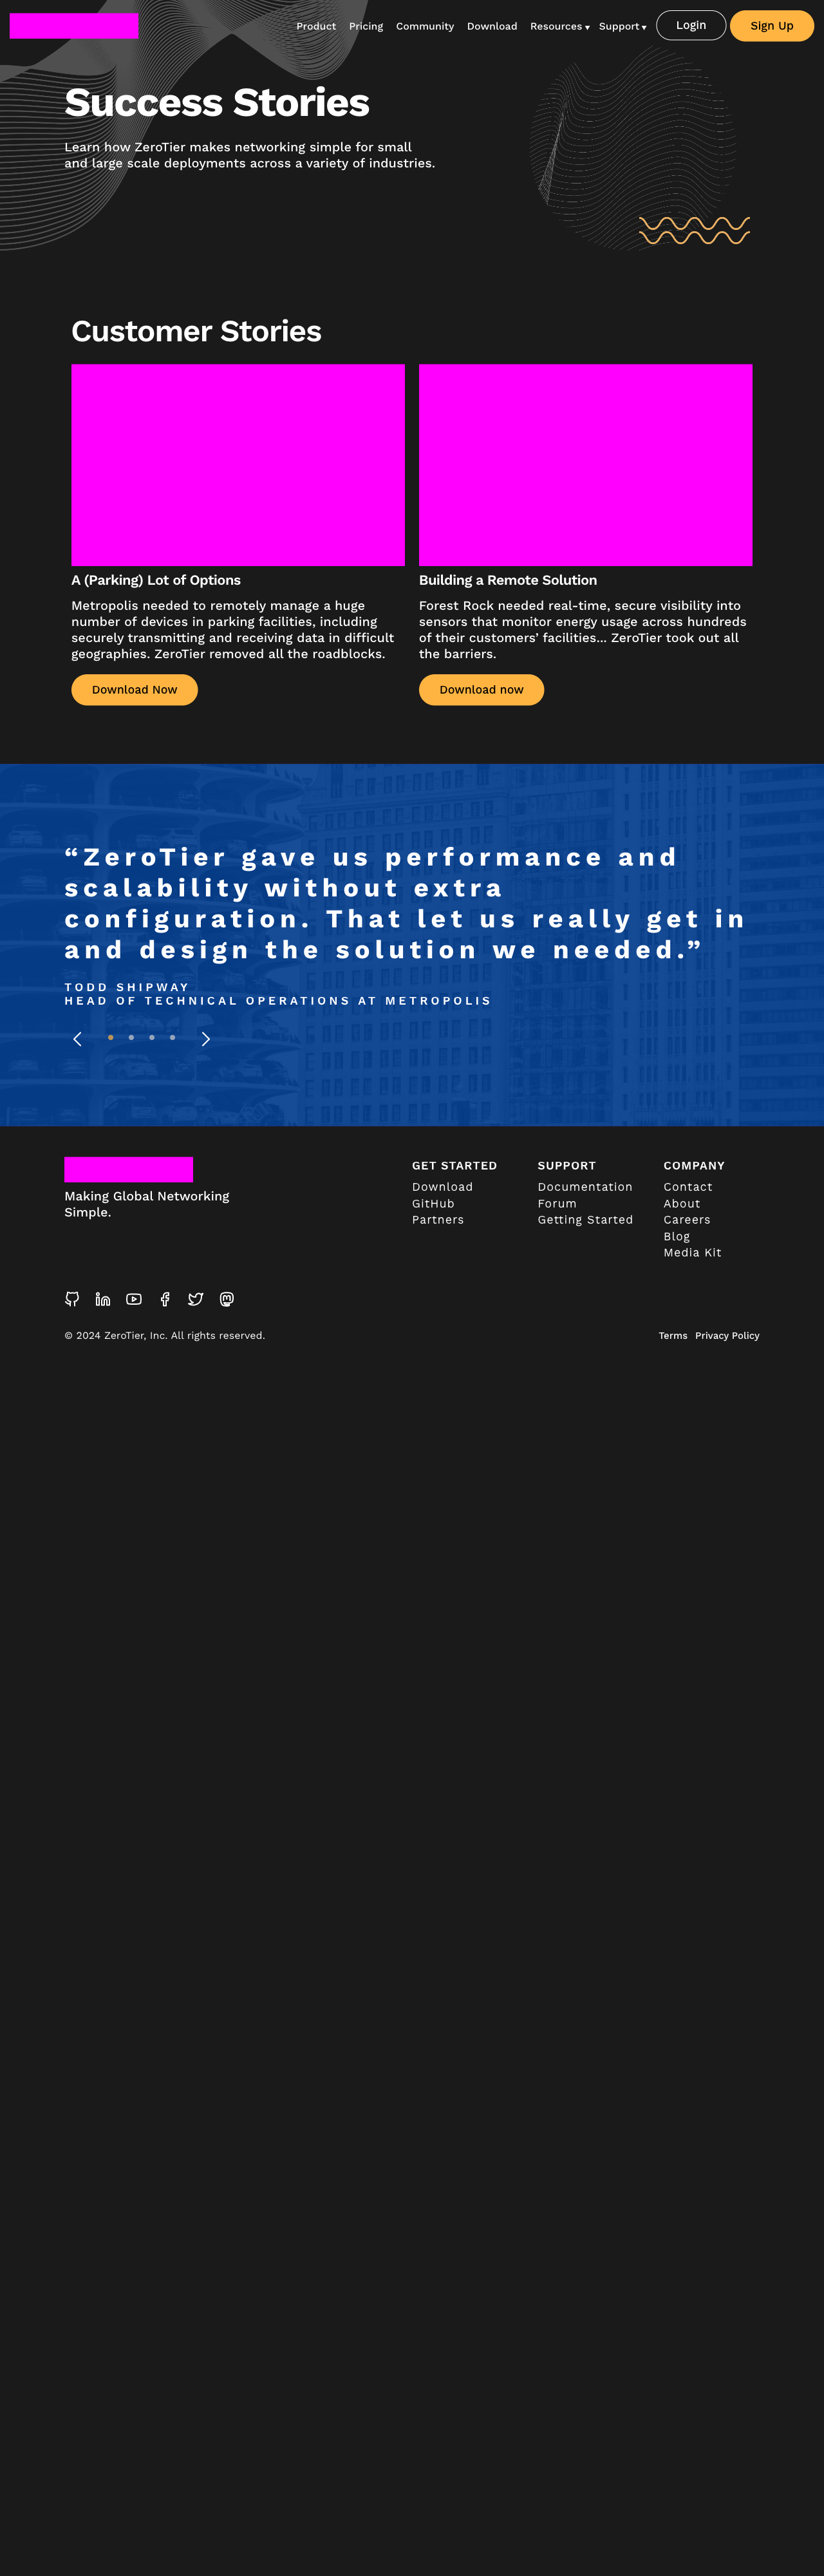 Product Pricing Community Download Resources Support Login Sign Up
Success Stories
Learn how ZeroTier makes networking simple for small
and large scale deployments across a variety of industries.
Customer Stories
A (Parking) Lot of Options
Metropolis needed to remotely manage a huge
number of devices in parking facilities, including
securely transmitting and receiving data in difficult
geographies. ZeroTier removed all the roadblocks.
Download Now
Building a Remote Solution
Forest Rock needed real-time, secure visibility into
sensors that monitor energy usage across hundreds
of their customers’ facilities... ZeroTier took out all
the barriers.
Download now
“ZeroTier gave us performance and
scalability without extra
configuration. That let us really get in
and design the solution we needed.”
TODD SHIPWAY
HEAD OF TECHNICAL OPERATIONS AT METROPOLIS
Making Global Networking
Simple.
GET STARTED
Download
GitHub
Partners
SUPPORT
Documentation
Forum
Getting Started
COMPANY
Contact
About
Careers
Blog
Media Kit
© 2024 ZeroTier, Inc. All rights reserved.
Terms Privacy Policy